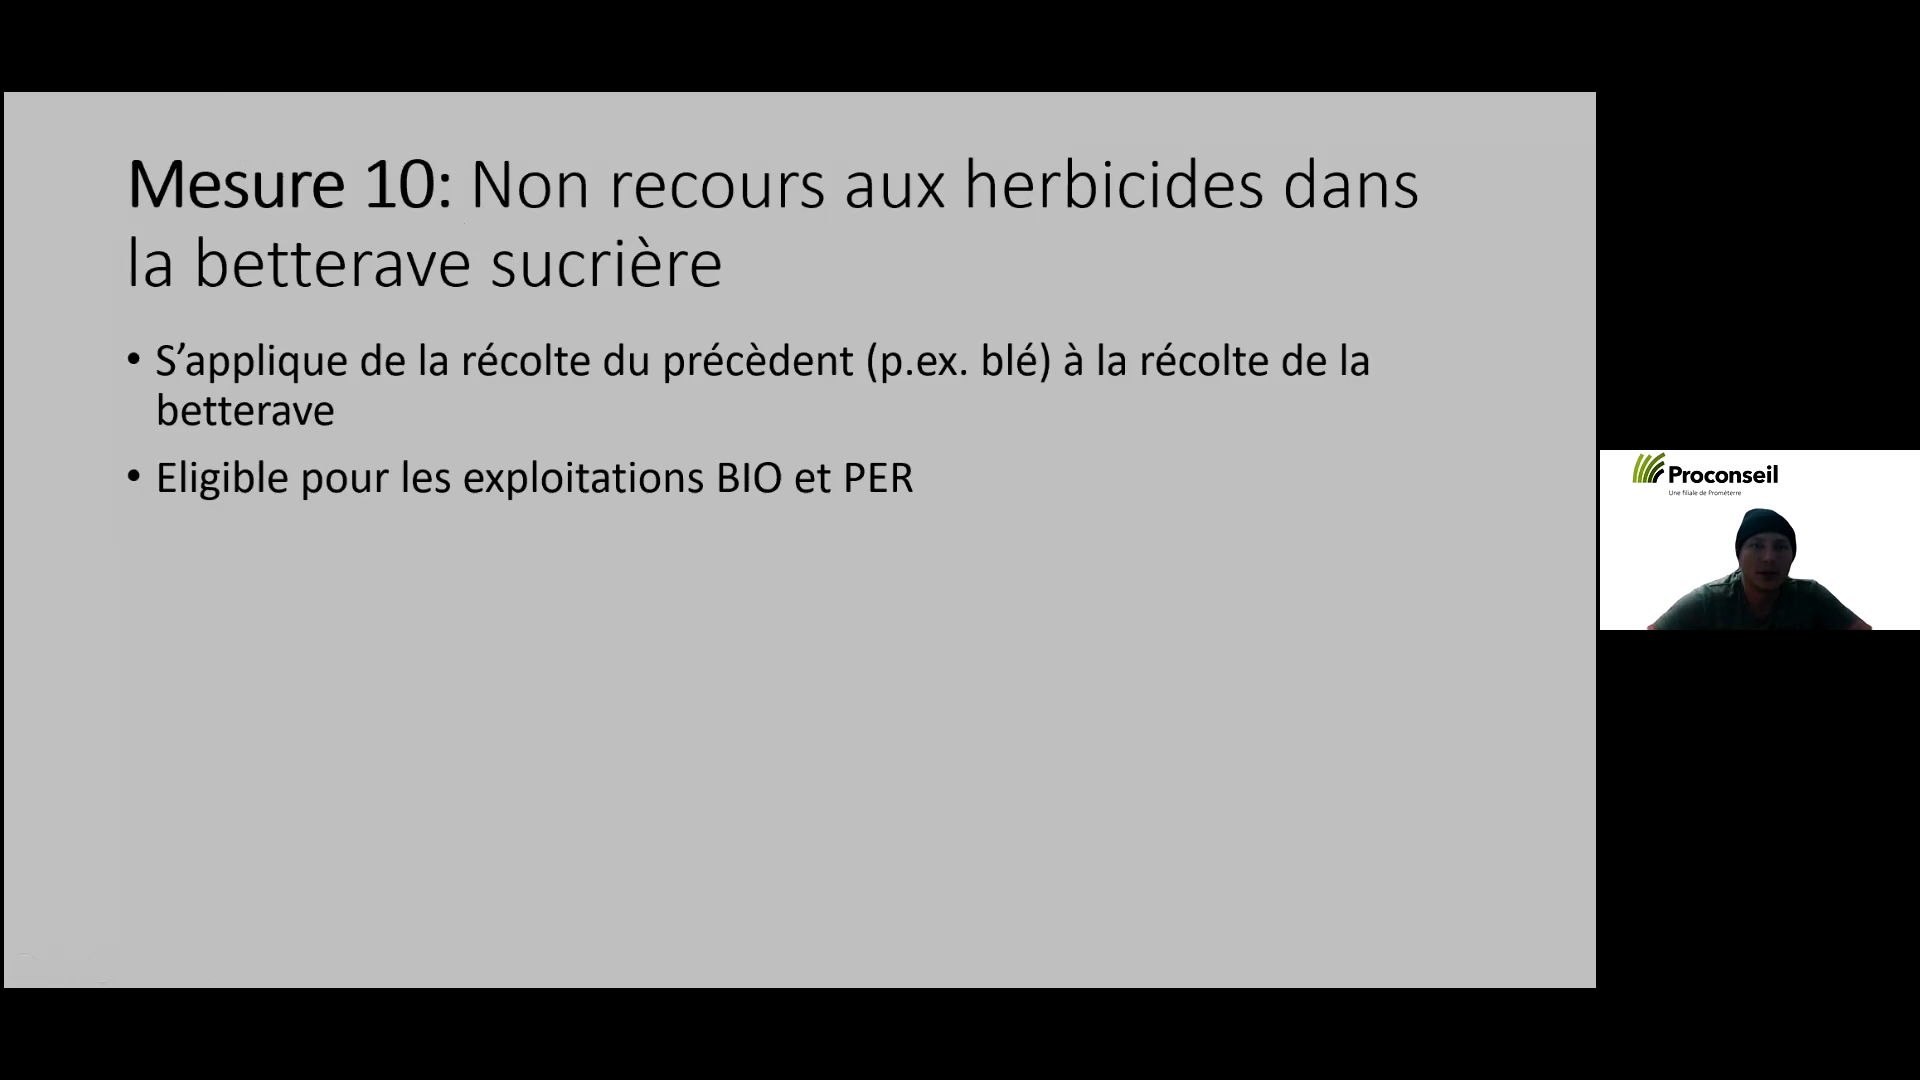 Mesure 10: Non recours aux herbicides dans
la betterave sucrière
• S’applique de la récolte du précèdent (p.ex. blé) à la récolte de la
betterave
• Eligible pour les exploitations BIO et PER
Proconseil
Une filiale de Prométerre